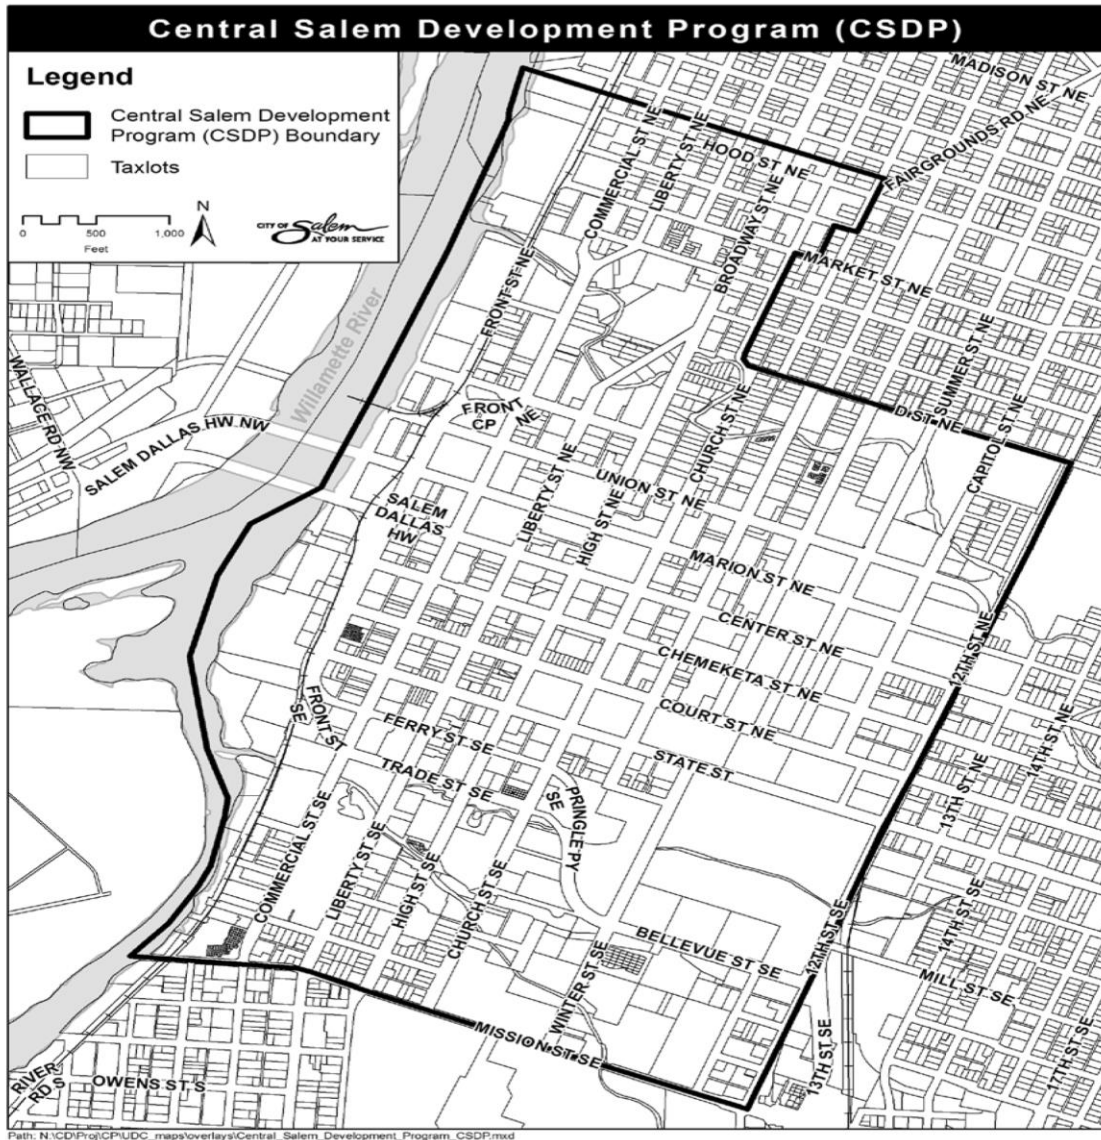 Central Salem Development Program (CSDP)
Legend
Central Salem Development
Program (CSDP) Boundary
Taxlots
N
0 500 1,000
Feet
CITY OF Salem
AT YOUR SERVICE
MADISON ST NE
FAIRGROUNDS RD NE
HOOD ST NE
COMMERCIAL ST NE
LIBERTY ST NE
BROADWAY ST NE
MARKET ST NE
FRONT ST NE
SUMMER ST NE
Willamette River
WALLACE RD NW
SALEM DALLAS HW NW
FRONT
CP
NE
CHURCH ST NE
D ST NE
CAPITOL ST NE
LIBERTY ST NE
UNION ST NE
HIGH ST NE
SALEM
DALLAS
HW
MARION ST NE
CENTER ST NE
12TH ST NE
CHEMEKETA ST NE
COURT ST NE
STATE ST
FRONT ST
SE
FERRY ST SE
TRADE ST SE
PRINGLE PY
SE
13TH ST NE
14TH ST NE
COMMERCIAL ST SE
LIBERTY ST SE
HIGH ST SE
CHURCH ST SE
BELLEVUE ST SE
12TH ST SE
14TH ST SE
MILL ST SE
WINTER ST SE
MISSION ST SE
13TH ST SE
17TH ST SE
RIVER
RD S
OWENS ST S
Path: N:\CD\Proj\CP\UDC_maps\overlays\Central_Salem_Development_Program_CSDP.mxd